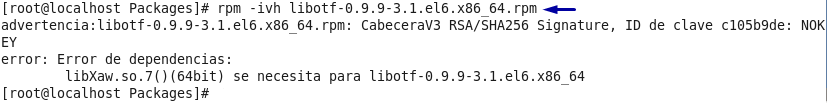 [root@localhost Packages]# rpm -ivh libotf-0.9.9-3.1.el6.x86_64.rpm
advertencia:libotf-0.9.9-3.1.el6.x86_64.rpm: CabeceraV3 RSA/SHA256 Signature, ID de clave c105b9de: NOK
EY
error: Error de dependencias:
        libXaw.so.7()(64bit) se necesita para libotf-0.9.9-3.1.el6.x86_64
[root@localhost Packages]#